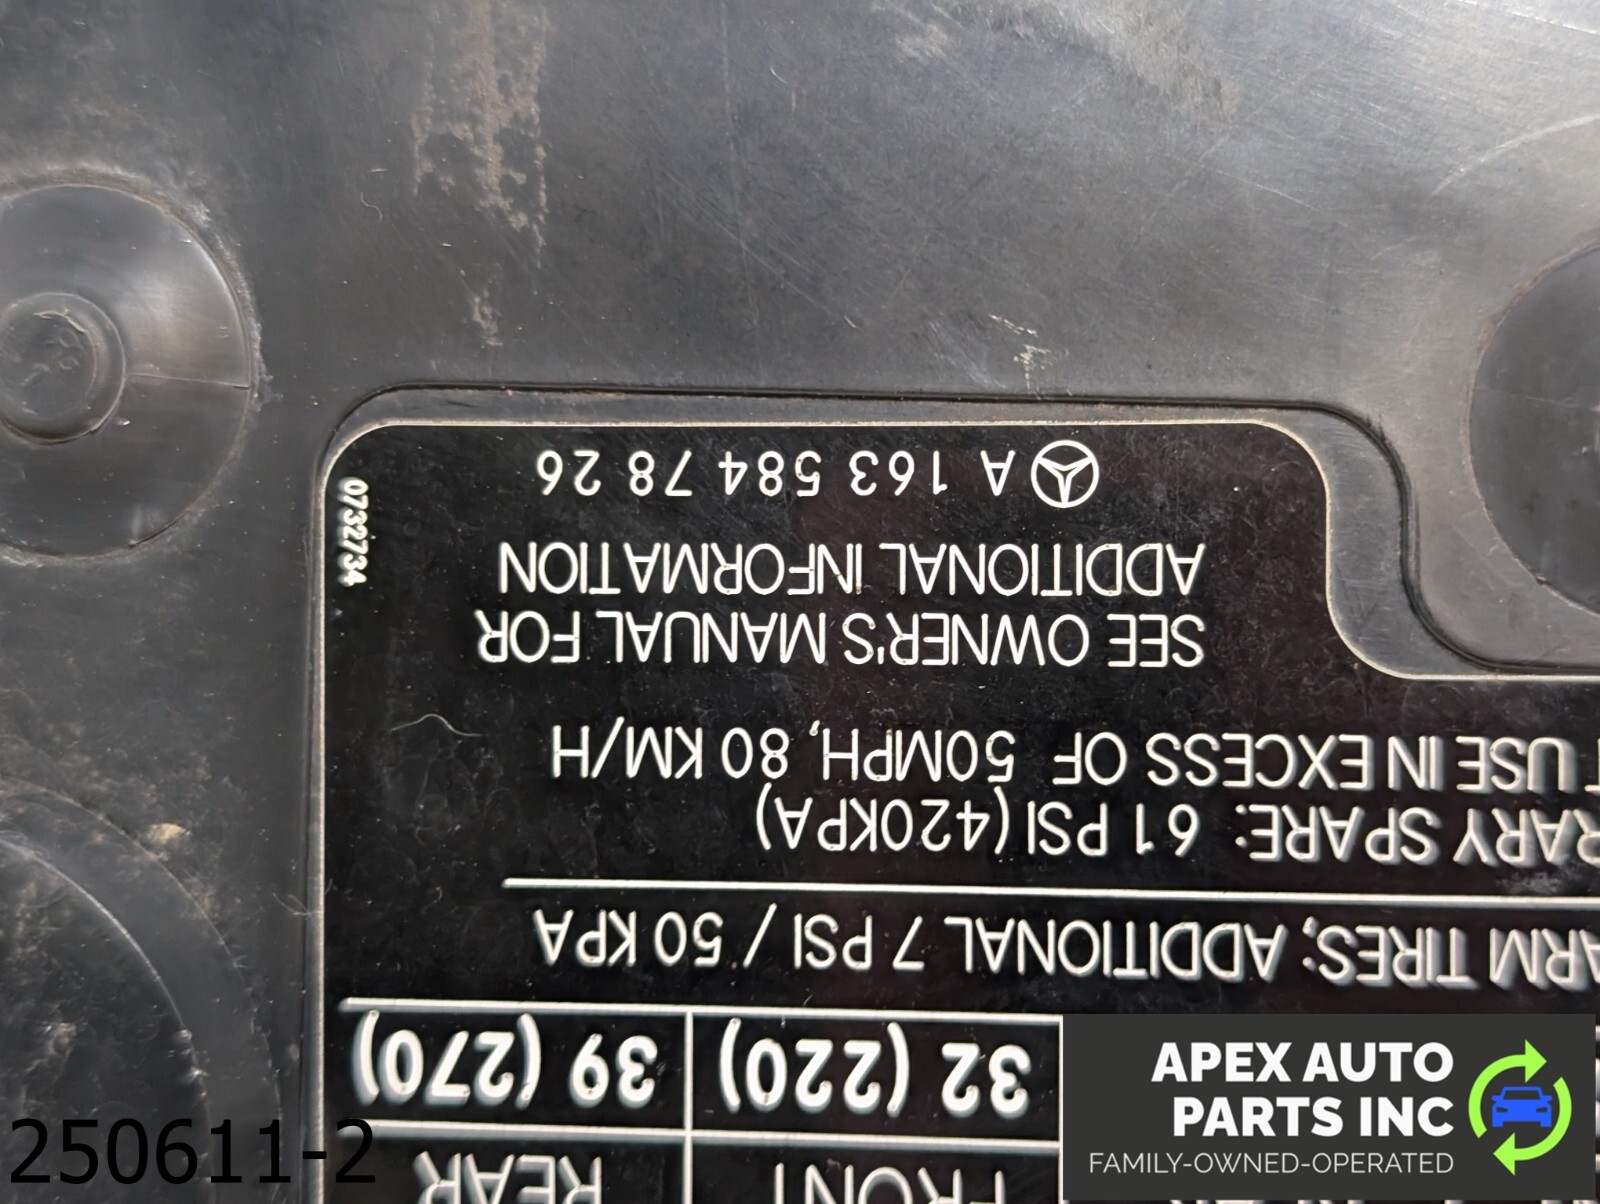 FRONT REAR
32 (220) 39 (270)
ARM TIRES; ADDITIONAL 7 PSI / 50 KPA
RARY SPARE: 61 PSI (420KPA)
T USE IN EXCESS OF 50MPH, 80 KM/H
SEE OWNER'S MANUAL FOR
ADDITIONAL INFORMATION
A 163 584 78 26
0732734
250611-2
APEX AUTO
PARTS INC
FAMILY-OWNED-OPERATED